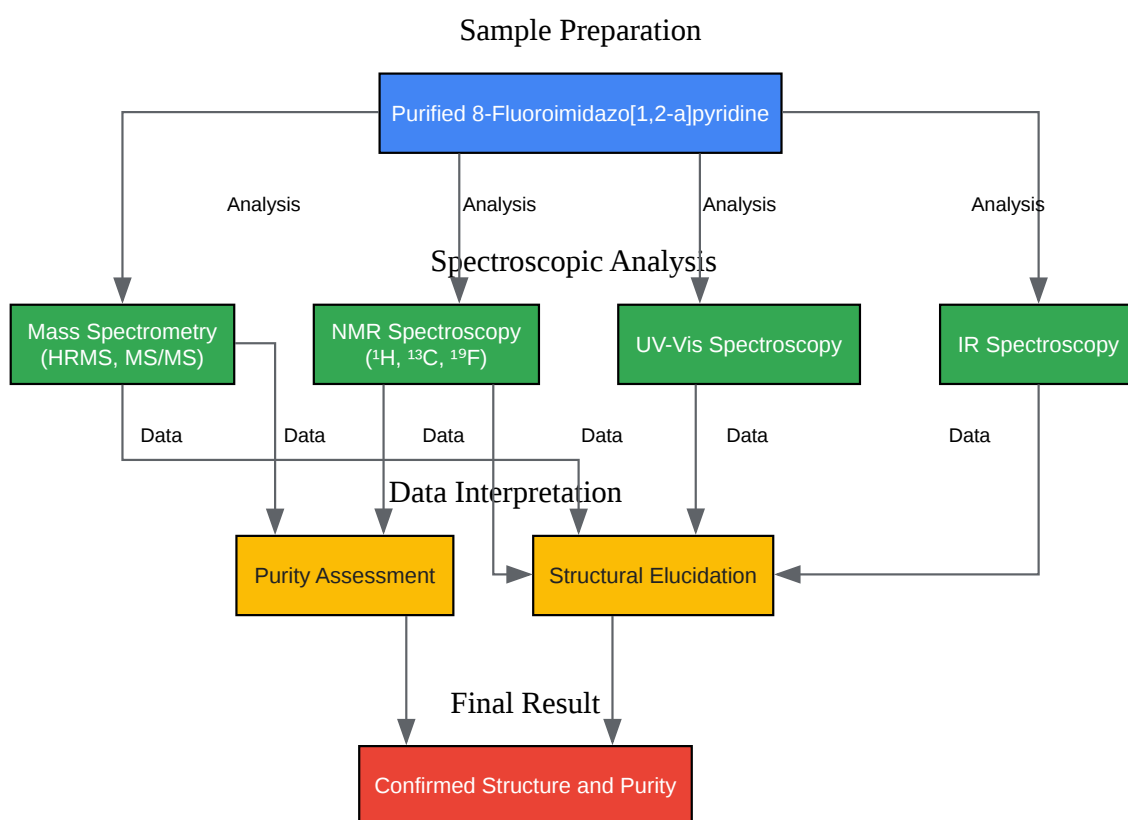 Sample Preparation
Purified 8-Fluoroimidazo[1,2-a]pyridine
Analysis
Analysis
Analysis
Analysis
Spectroscopic Analysis
Mass Spectrometry
(HRMS, MS/MS)
NMR Spectroscopy
(¹H, ¹³C, ¹⁹F)
UV-Vis Spectroscopy
IR Spectroscopy
Data
Data
Data
Data
Data
Data
Data Interpretation
Purity Assessment
Structural Elucidation
Final Result
Confirmed Structure and Purity